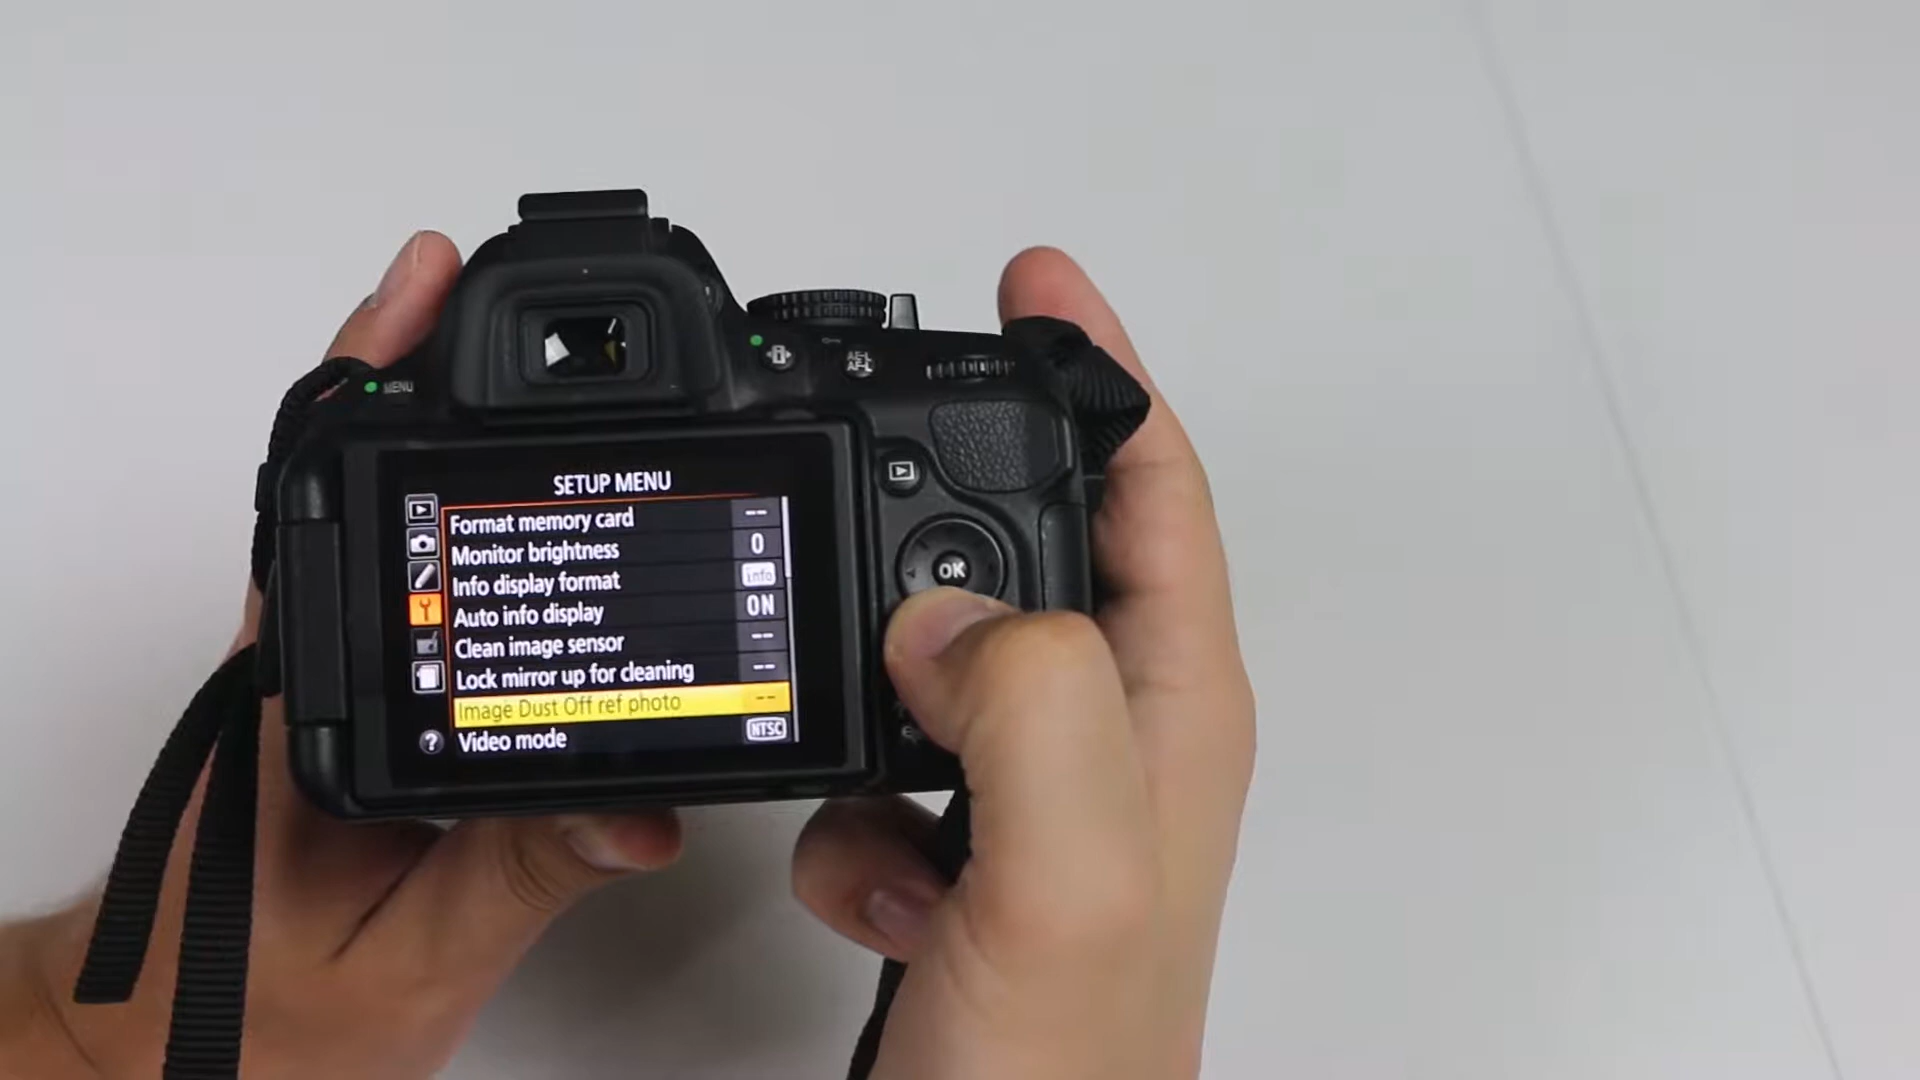 MENU
AE-L
AF-L
OK
SETUP MENU
Format memory card --
Monitor brightness 0
Info display format info
Auto info display ON
Clean image sensor --
Lock mirror up for cleaning --
Image Dust Off ref photo --
? Video mode NTSC